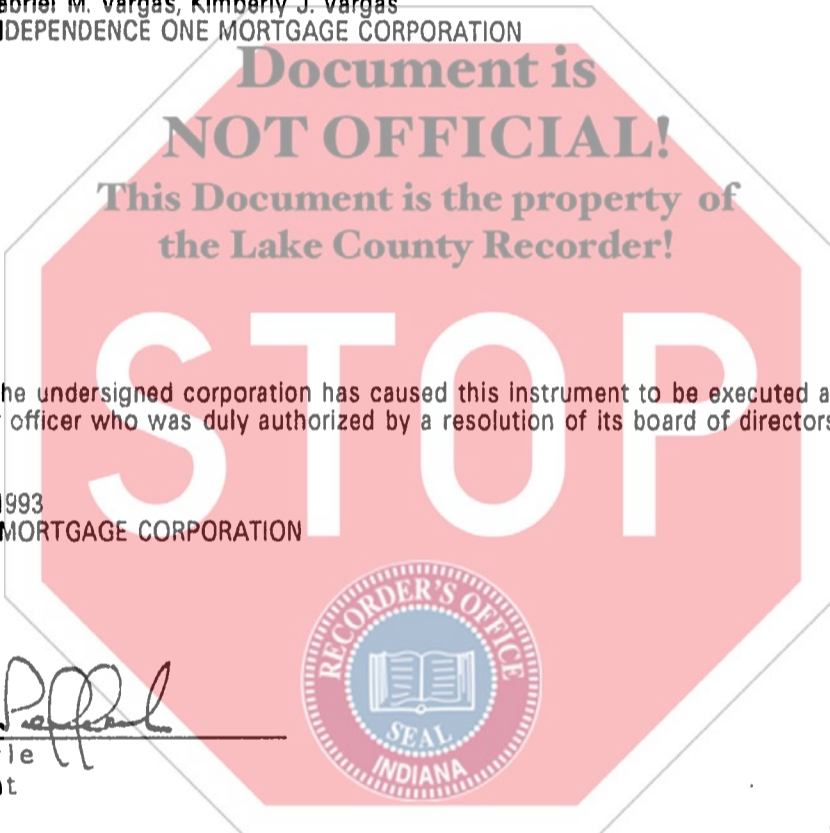 abriel M. Vargas, Kimberly J. Vargas
DEPENDENCE ONE MORTGAGE CORPORATION
Document is
NOT OFFICIAL!
This Document is the property of
the Lake County Recorder!
STOP
he undersigned corporation has caused this instrument to be executed a
officer who was duly authorized by a resolution of its board of directors
993
MORTGAGE CORPORATION
RECORDER'S OFFICE
SEAL
INDIANA
le
t